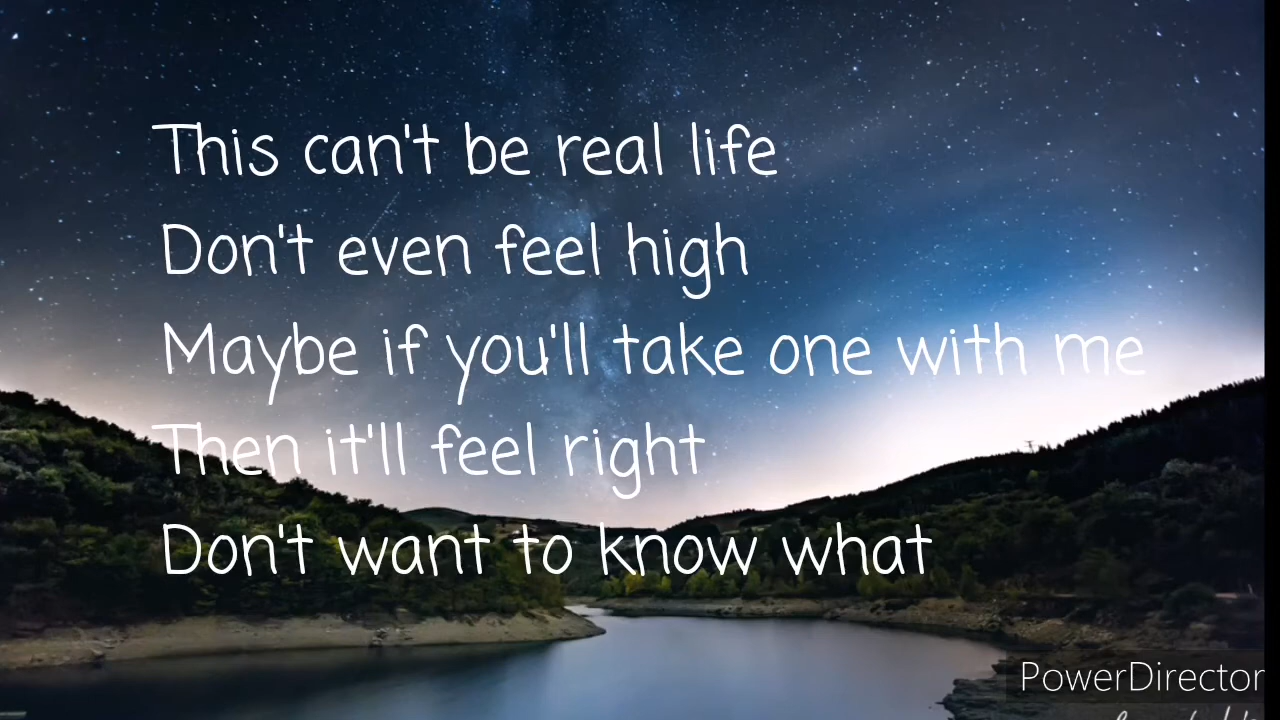 This can't be real life
Don't even feel high
Maybe if you'll take one with me
Then it'll feel right
Don't want to know what
PowerDirector